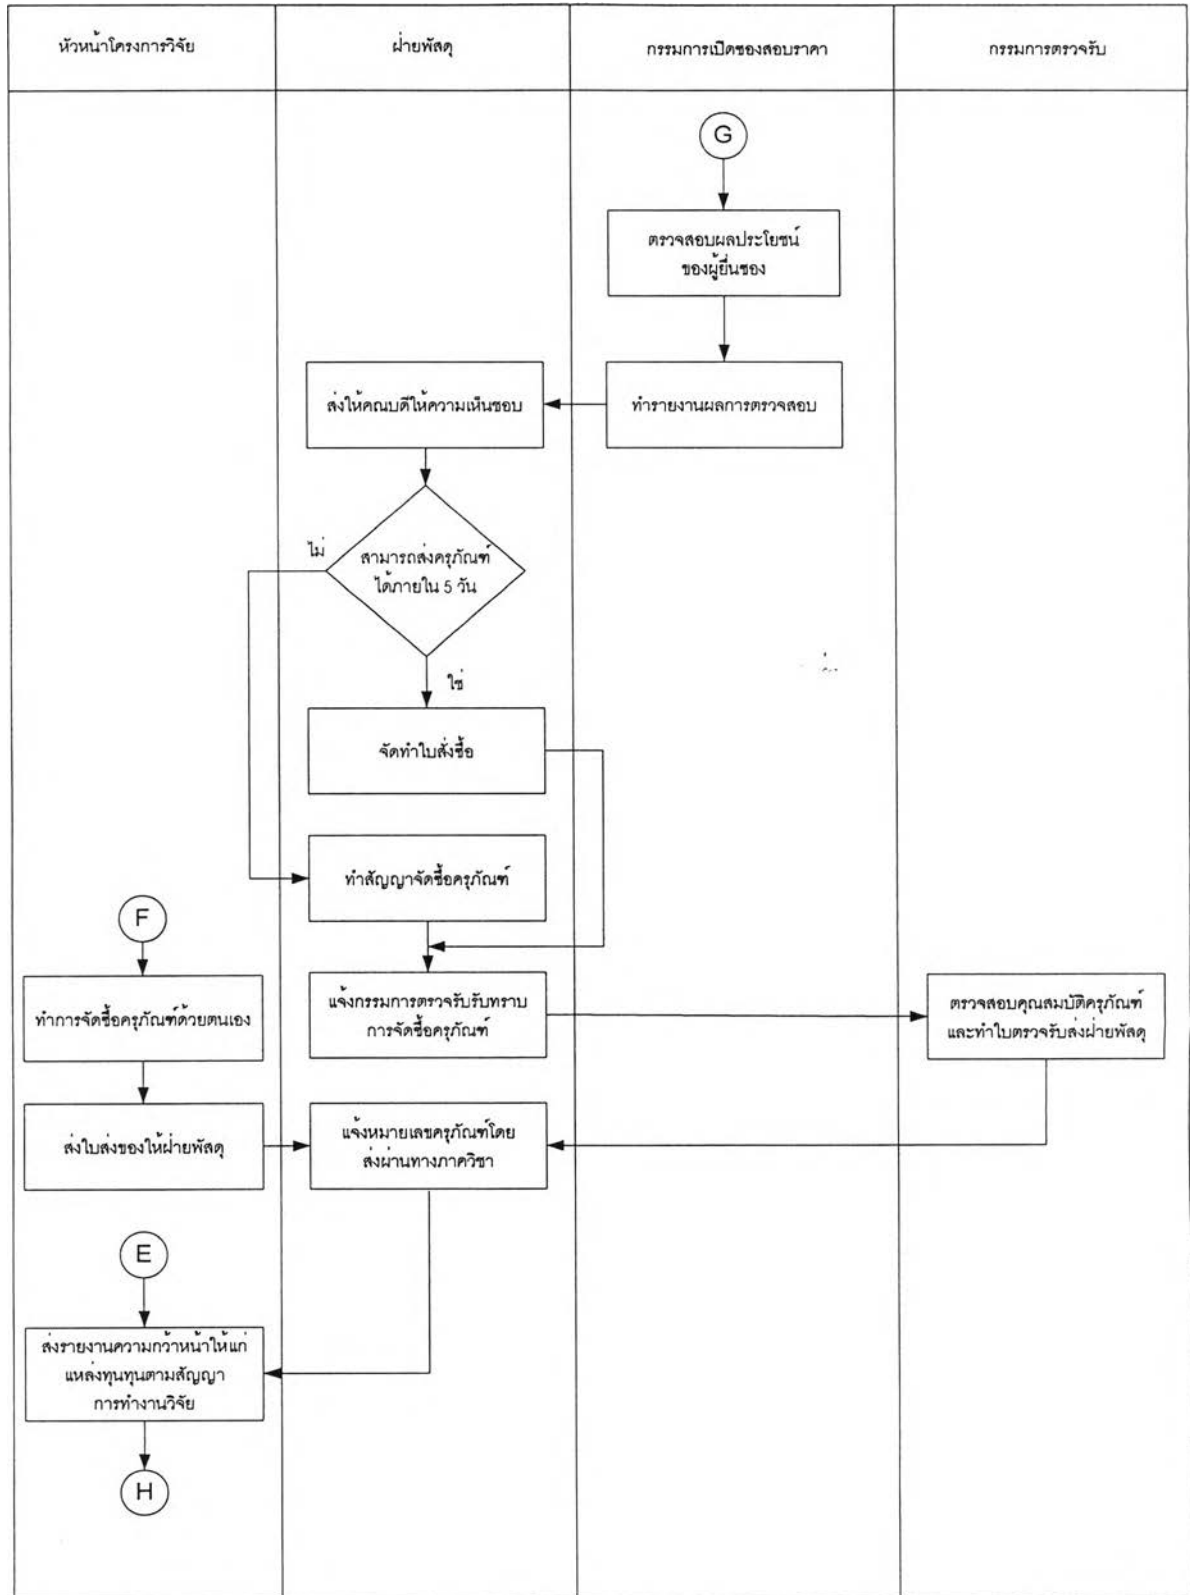 หัวหน้าโครงการวิจัย
ฝ่ายพัสดุ
กรรมการเปิดซองสอบราคา
กรรมการตรวจรับ
G
ตรวจสอบผลประโยชน์
ของผู้ยื่นซอง
ส่งให้คณบดีให้ความเห็นชอบ
ทำรายงานผลการตรวจสอบ
ไม่
สามารถส่งครุภัณฑ์
ได้ภายใน 5 วัน
ใช่
จัดทำใบสั่งซื้อ
ทำสัญญาจัดซื้อครุภัณฑ์
F
ทำการจัดซื้อครุภัณฑ์ด้วยตนเอง
แจ้งกรรมการตรวจรับรับทราบ
การจัดซื้อครุภัณฑ์
ตรวจสอบคุณสมบัติครุภัณฑ์
และทำใบตรวจรับส่งฝ่ายพัสดุ
ส่งใบส่งของให้ฝ่ายพัสดุ
แจ้งหมายเลขครุภัณฑ์โดย
ส่งผ่านทางภาควิชา
E
ส่งรายงานความกว้าหน้าให้แก่
แหล่งทุนทุนตามสัญญา
การทำงานวิจัย
H